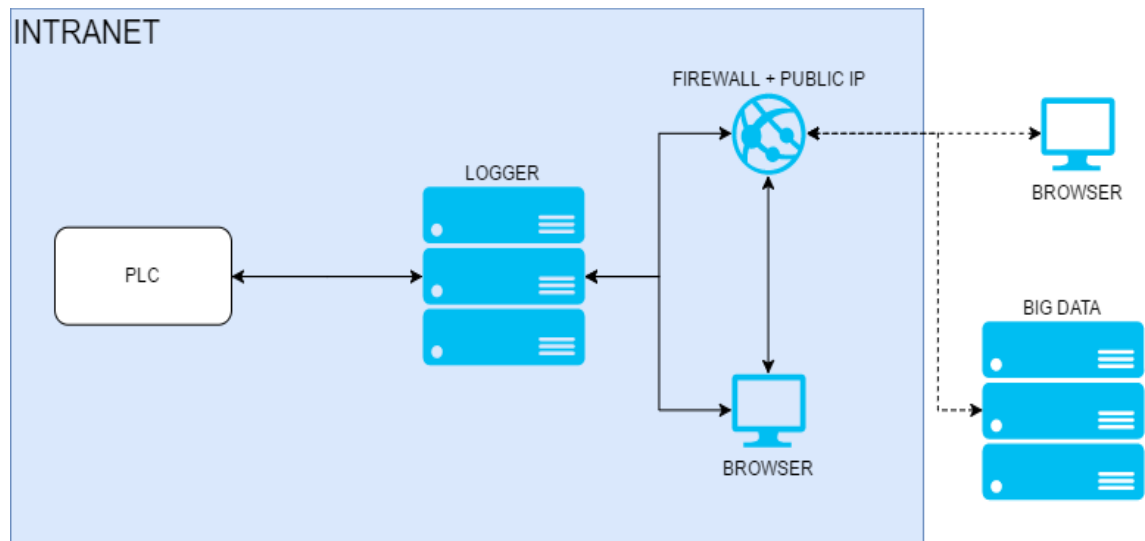 INTRANET
FIREWALL + PUBLIC IP
LOGGER
BROWSER
PLC
BIG DATA
BROWSER